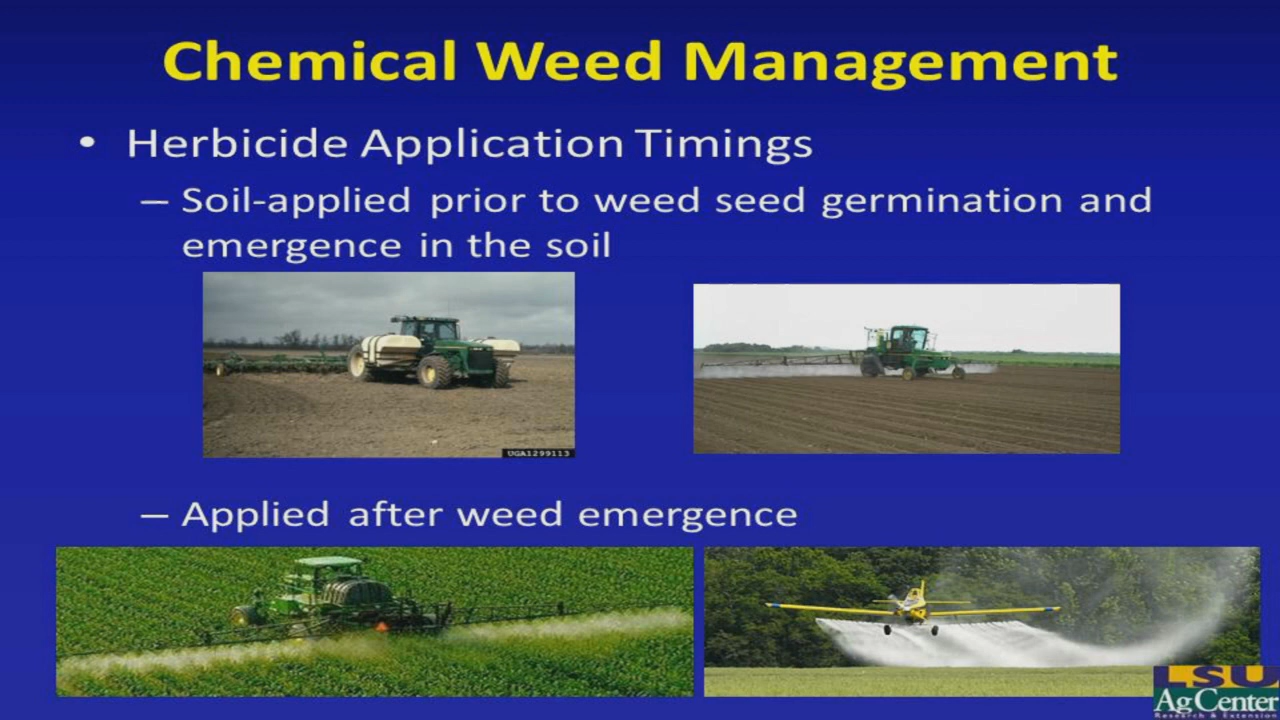 Chemical Weed Management
• Herbicide Application Timings
– Soil-applied prior to weed seed germination and
emergence in the soil
UGA1299113
– Applied after weed emergence
LSU
AgCenter
Research & Extension